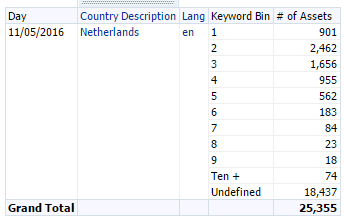 Day Country Description Lang Keyword Bin # of Assets
11/05/2016 Netherlands en 1 901
2 2,462
3 1,656
4 955
5 562
6 183
7 84
8 23
9 18
Ten + 74
Undefined 18,437
Grand Total 25,355